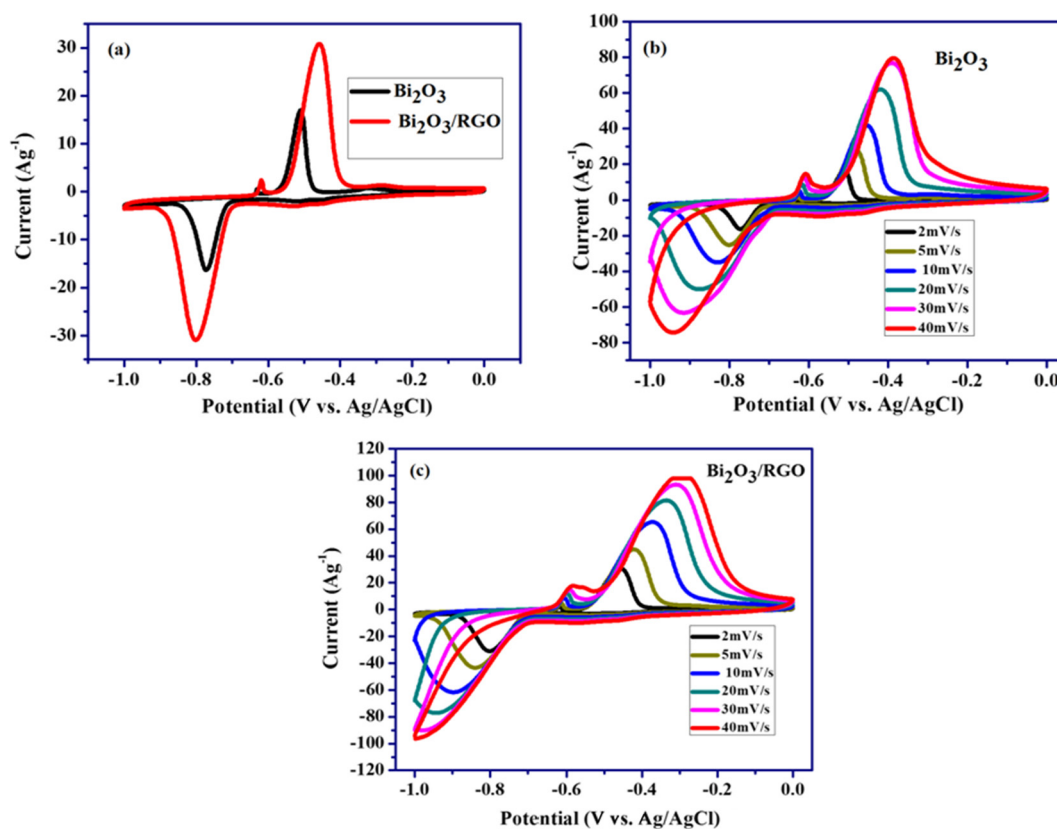 (a)
Bi₂O₃
Bi₂O₃/RGO
30
20
10
0
-10
-20
-30
Current (Ag⁻¹)
-1.0 -0.8 -0.6 -0.4 -0.2 0.0
Potential (V vs. Ag/AgCl)
(b)
Bi₂O₃
100
80
60
40
20
0
-20
-40
-60
-80
Current (Ag⁻¹)
2mV/s
5mV/s
10mV/s
20mV/s
30mV/s
40mV/s
-1.0 -0.8 -0.6 -0.4 -0.2 0.0
Potential (V vs. Ag/AgCl)
(c)
Bi₂O₃/RGO
120
100
80
60
40
20
0
-20
-40
-60
-80
-100
-120
Current (Ag⁻¹)
2mV/s
5mV/s
10mV/s
20mV/s
30mV/s
40mV/s
-1.0 -0.8 -0.6 -0.4 -0.2 0.0
Potential (V vs. Ag/AgCl)